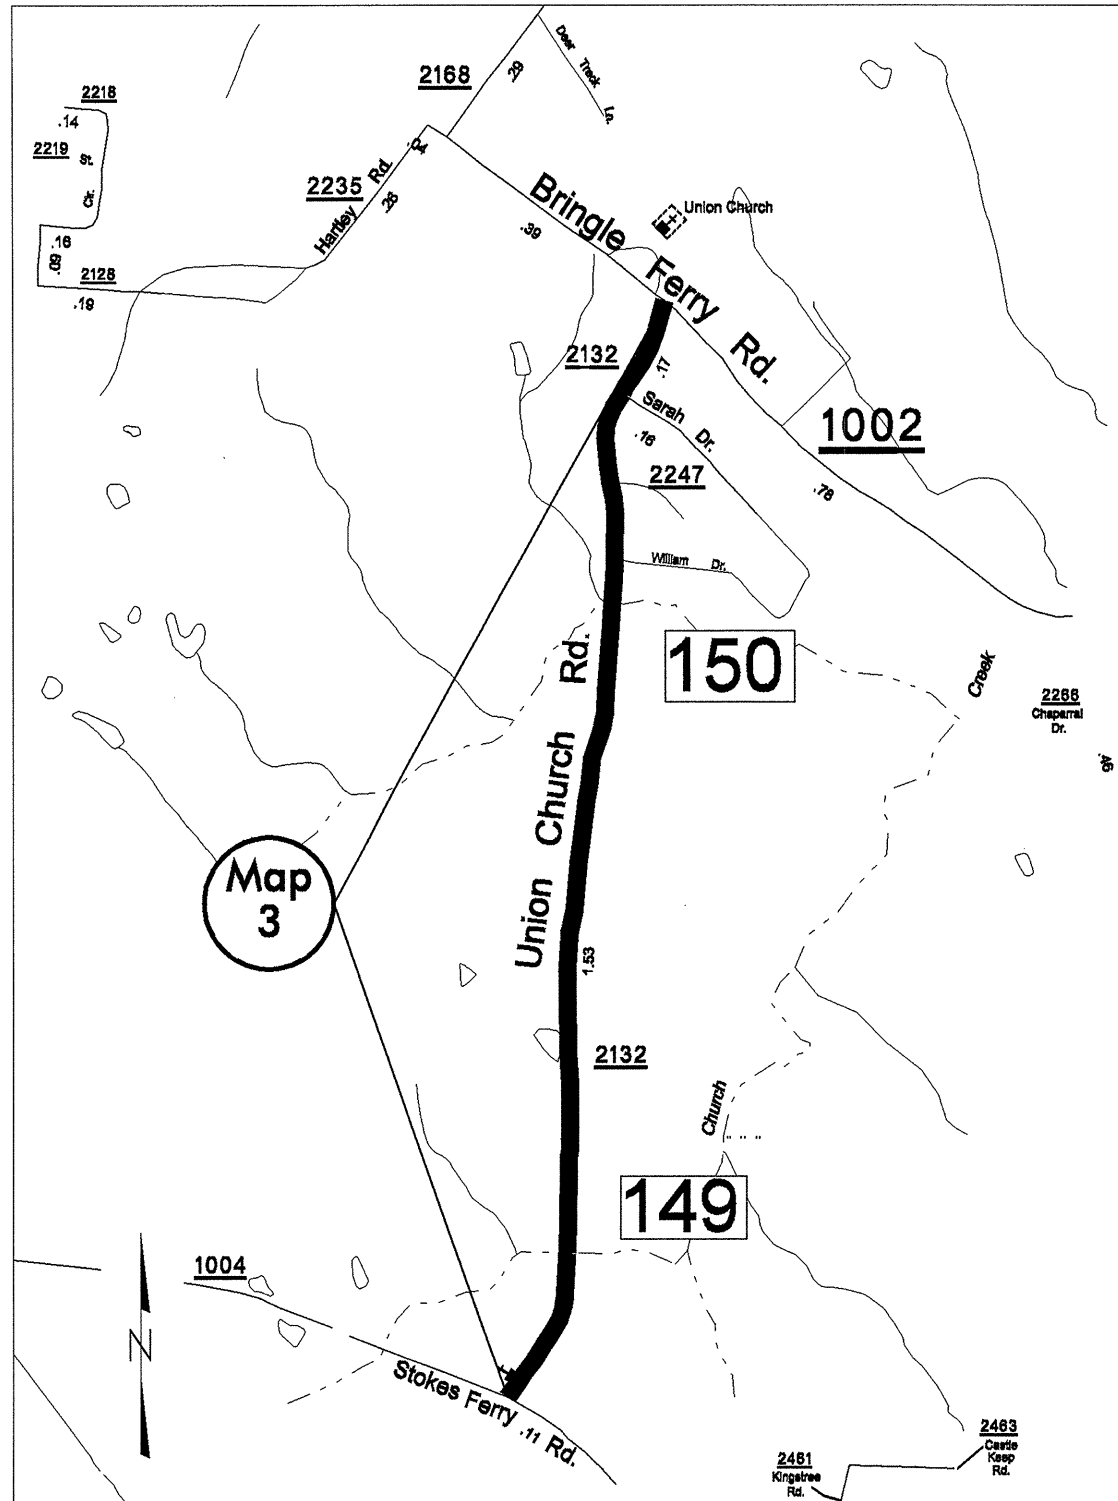 2168
.29
Deer Track Ln.
2218
.14
2219
St.
Cir.
.16
.09
2128
.19
2235
Hartley Rd.
.26
.04
Bringle Ferry Rd.
.39
Union Church
2132
.17
Sarah Dr.
.16
2247
1002
.78
William Dr.
150
Union Church Rd.
Creek
2266
Chaparral
Dr.
Map
3
1.53
2132
Church
149
1004
N
Stokes Ferry Rd.
.11
2461
Kingstree
Rd.
2463
Castle
Keep
Rd.